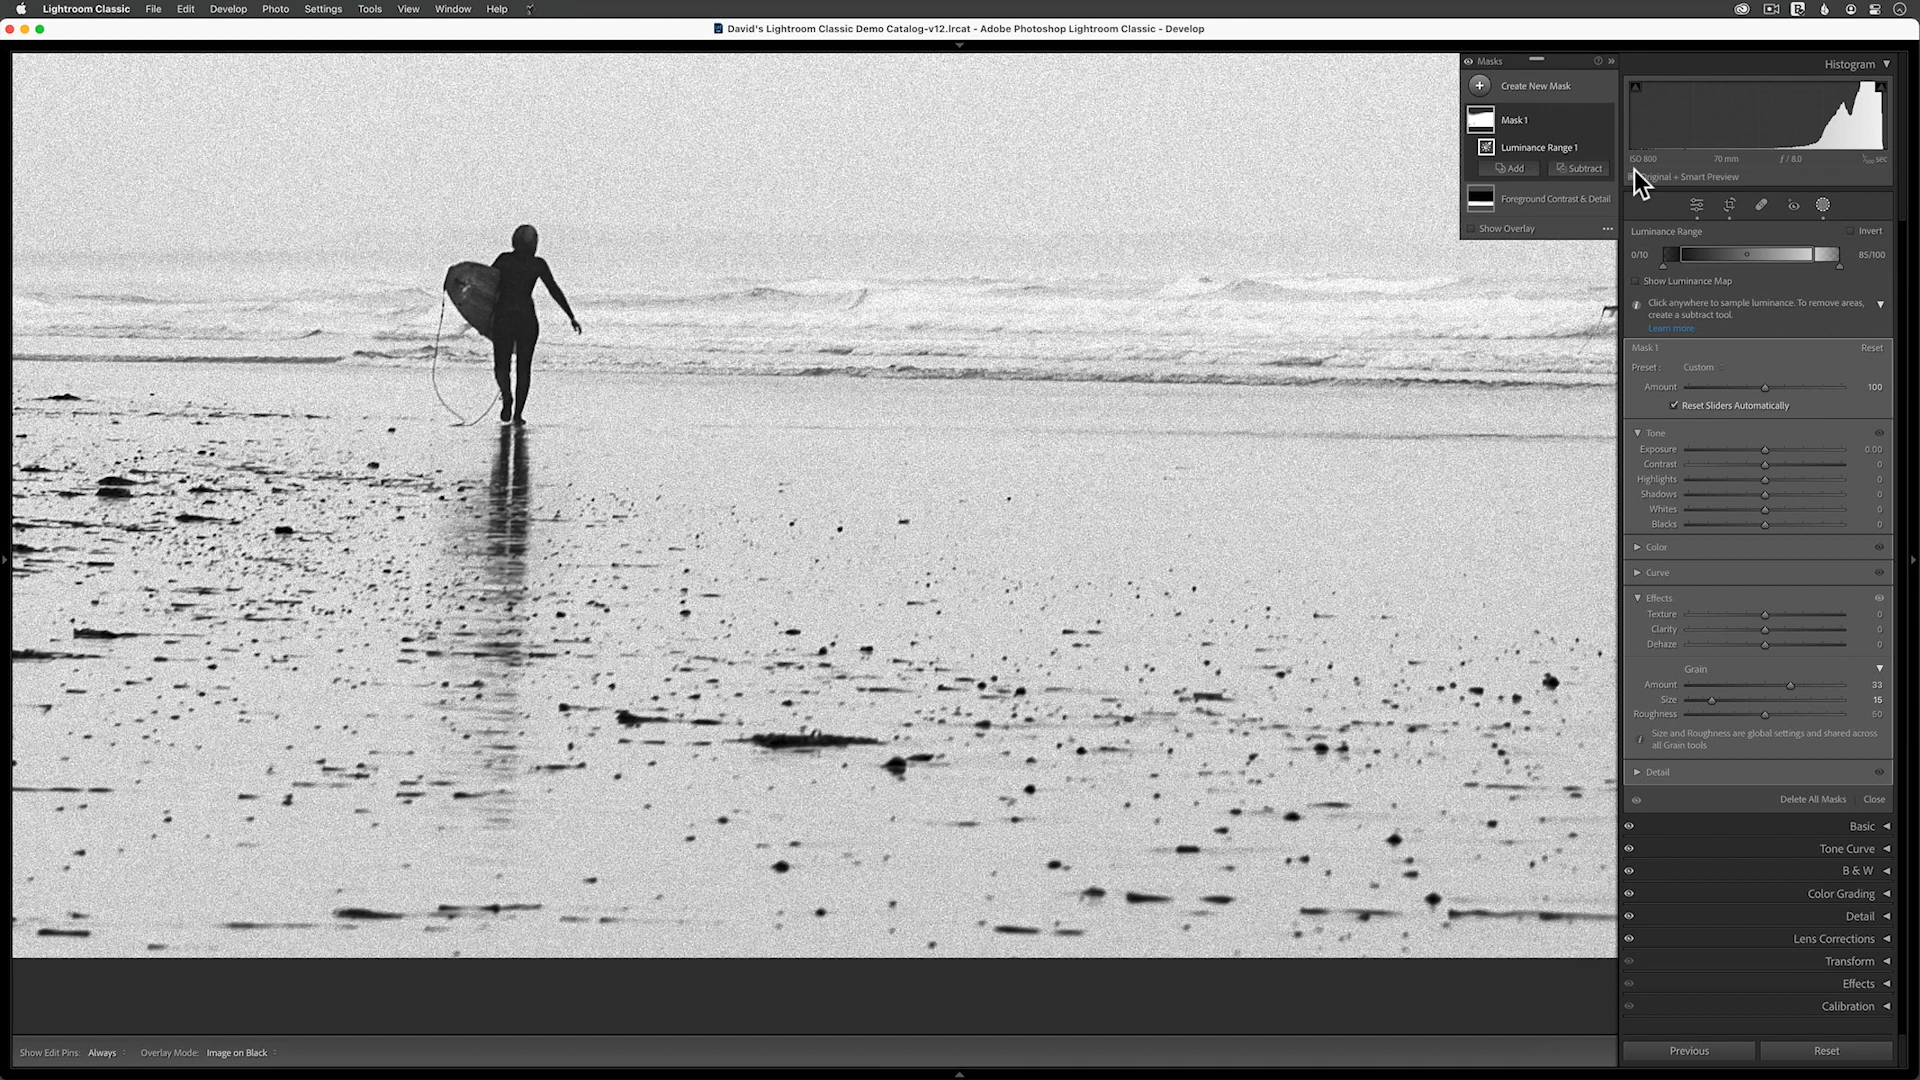 Lightroom Classic File Edit Develop Photo Settings Tools View Window Help
David's Lightroom Classic Demo Catalog-v12.lrcat - Adobe Photoshop Lightroom Classic - Develop
Masks
Create New Mask
Mask 1
Luminance Range 1
Add Subtract
Foreground Contrast & Detail
Show Overlay
Histogram
ISO 800 70 mm f / 8.0 sec
Original + Smart Preview
Luminance Range Invert
0/10 85/100
Show Luminance Map
Click anywhere to sample luminance. To remove areas,
create a subtract tool.
Learn more
Mask 1 Reset
Preset : Custom
Amount 100
Reset Sliders Automatically
Tone
Exposure 0.00
Contrast 0
Highlights 0
Shadows 0
Whites 0
Blacks 0
Color
Curve
Effects
Texture 0
Clarity 0
Dehaze 0
Grain
Amount 33
Size 15
Roughness 50
Size and Roughness are global settings and shared across
all Grain tools
Detail
Delete All Masks Close
Basic
Tone Curve
B & W
Color Grading
Detail
Lens Corrections
Transform
Effects
Calibration
Show Edit Pins: Always Overlay Mode: Image on Black
Previous Reset